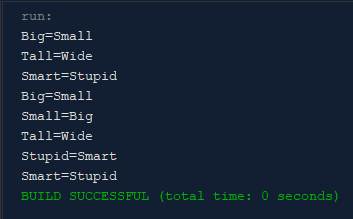 run:
Big=Small
Tall=Wide
Smart=Stupid
Big=Small
Small=Big
Tall=Wide
Stupid=Smart
Smart=Stupid
BUILD SUCCESSFUL (total time: 0 seconds)